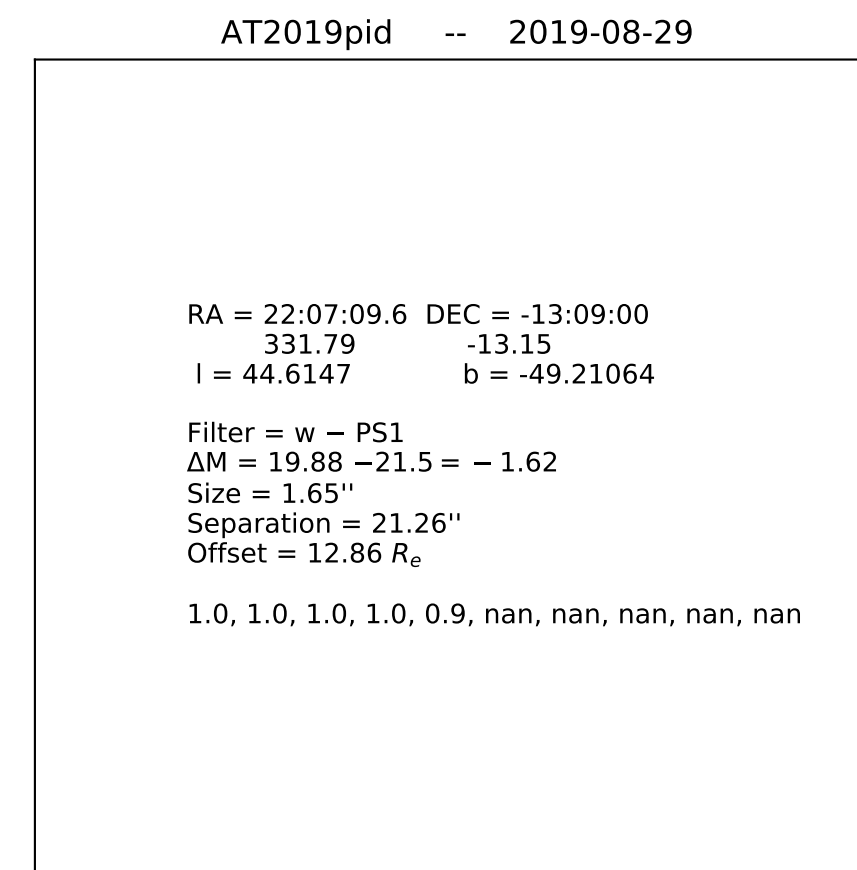 AT2019pid -- 2019-08-29
RA = 22:07:09.6 DEC = -13:09:00
331.79 -13.15
l = 44.6147 b = -49.21064
Filter = w − PS1
ΔM = 19.88 −21.5 = − 1.62
Size = 1.65''
Separation = 21.26''
Offset = 12.86 Rₑ
1.0, 1.0, 1.0, 1.0, 0.9, nan, nan, nan, nan, nan